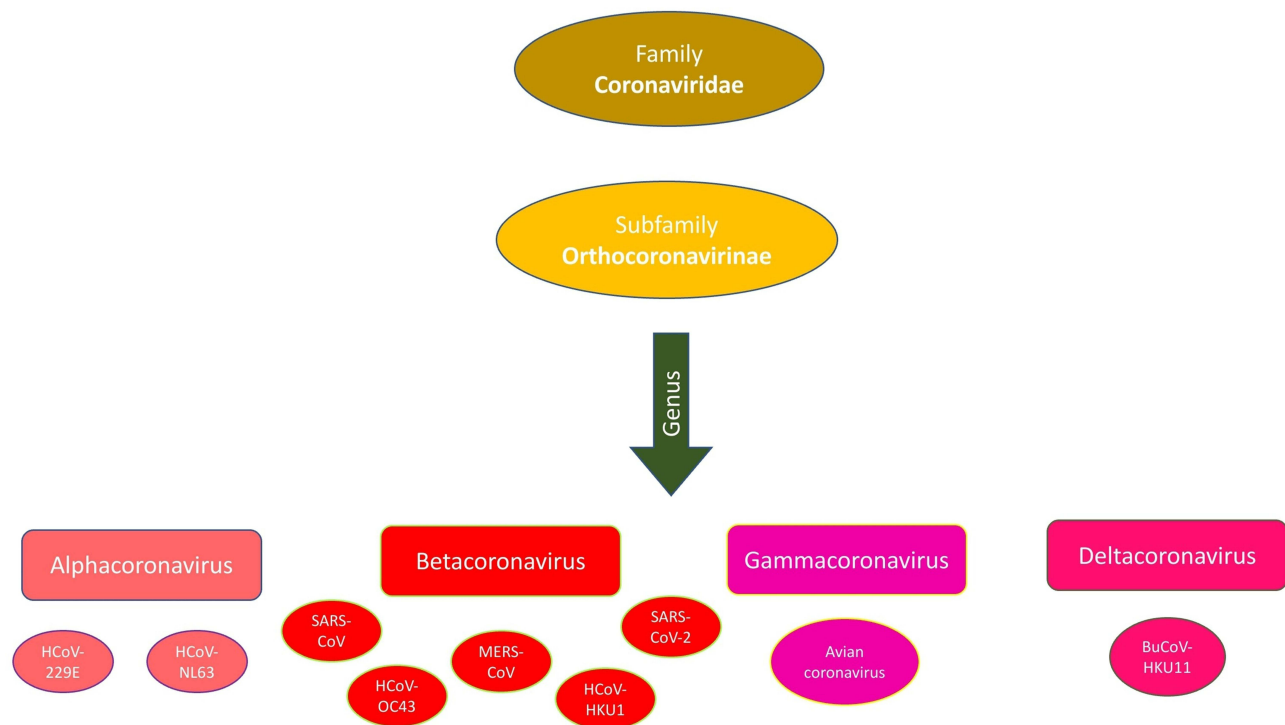 Family
Coronaviridae
Subfamily
Orthocoronavirinae
Genus
Alphacoronavirus
Betacoronavirus
Gammacoronavirus
Deltacoronavirus
HCoV-
229E
HCoV-
NL63
SARS-
CoV
HCoV-
OC43
MERS-
CoV
HCoV-
HKU1
SARS-
CoV-2
Avian
coronavirus
BuCoV-
HKU11